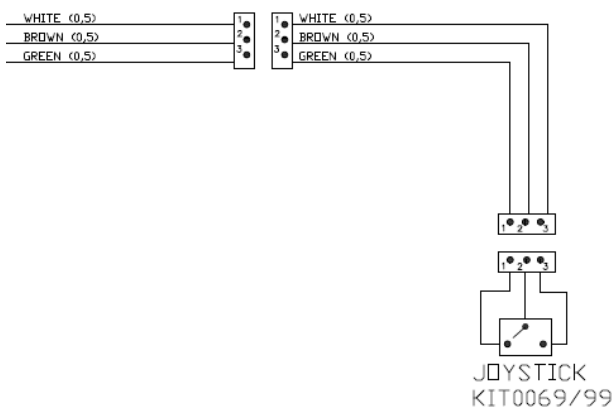 WHITE (0,5)
1
1
WHITE (0,5)
BROWN (0,5)
2
2
BROWN (0,5)
GREEN (0,5)
3
3
GREEN (0,5)
1 2 3
1 2 3
JOYSTICK
KIT0069/99